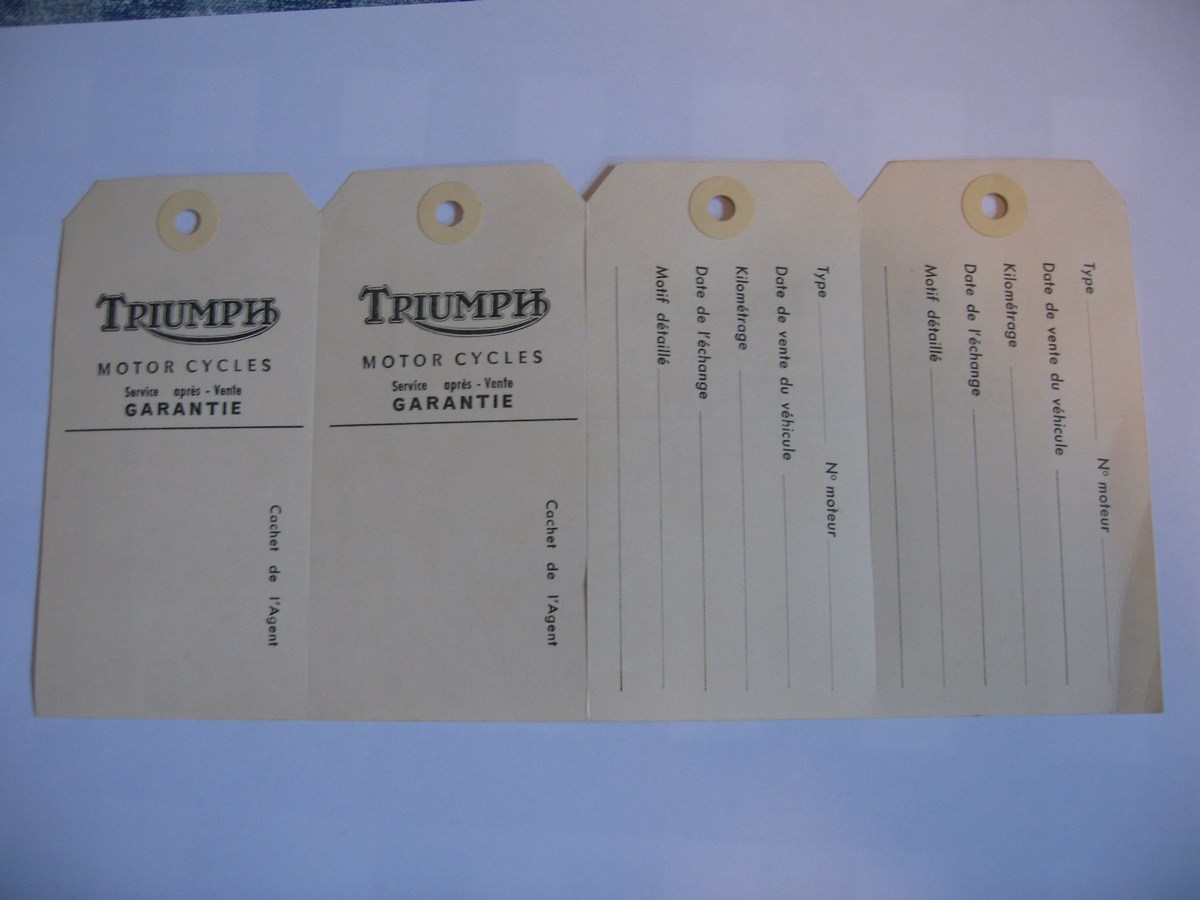 TRIUMPH
MOTOR CYCLES
Service après - Vente
GARANTIE
Cachet de l'Agent
TRIUMPH
MOTOR CYCLES
Service après - Vente
GARANTIE
Cachet de l'Agent
Type N° moteur
Date de vente du véhicule
Kilométrage
Date de l'échange
Motif détaillé
Type N° moteur
Date de vente du véhicule
Kilométrage
Date de l'échange
Motif détaillé